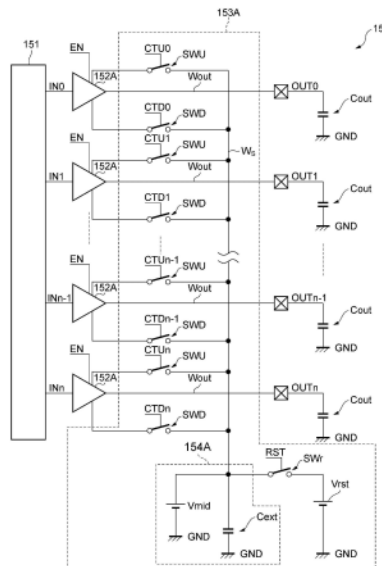 153A
15
151
EN
CTU0
SWU
IN0
152A
Wout
OUT0
CTD0
SWD
Cout
GND
CTU1
SWU
Ws
EN
IN1
152A
Wout
OUT1
CTD1
SWD
Cout
GND
CTUn-1
SWU
EN
152A
Wout
INn-1
OUTn-1
CTDn-1
SWD
Cout
GND
CTUn
SWU
EN
152A
Wout
INn
OUTn
CTDn
SWD
Cout
GND
154A
RST
SWr
Vrst
Vmid
Cext
GND
GND
GND